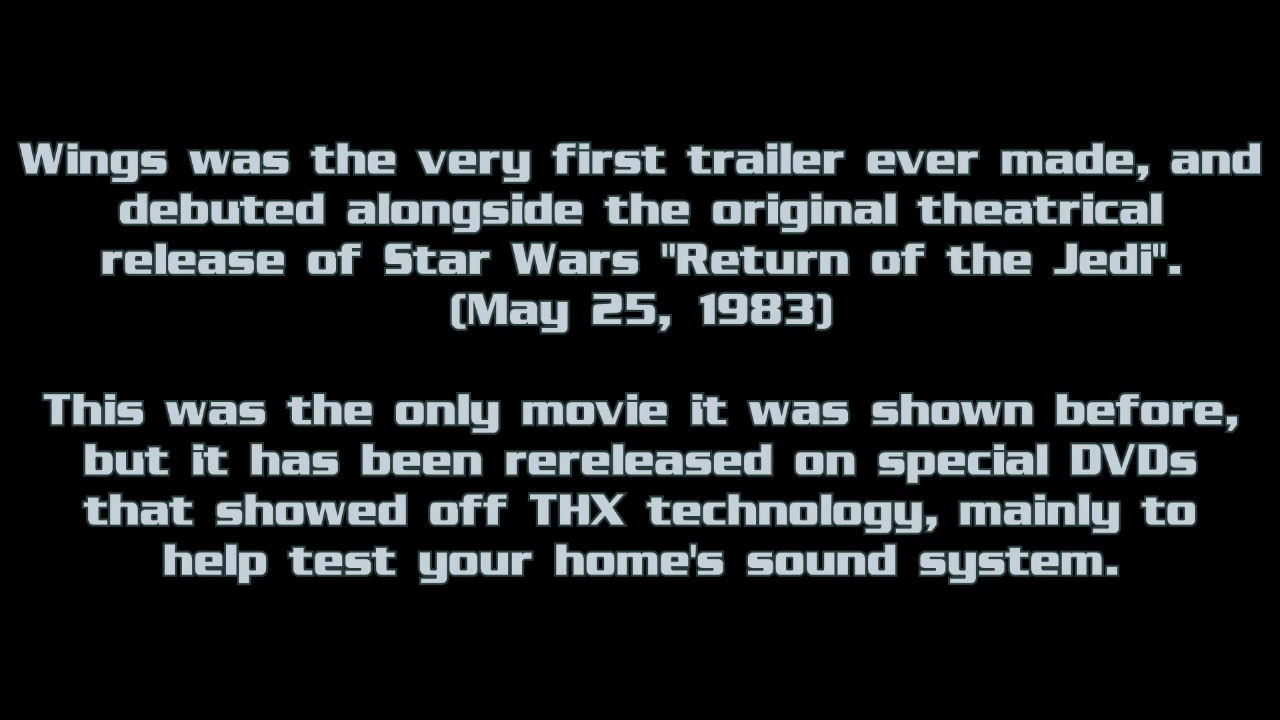 Wings was the very first trailer ever made, and
debuted alongside the original theatrical
release of Star Wars "Return of the Jedi".
(May 25, 1983)
This was the only movie it was shown before,
but it has been rereleased on special DVDs
that showed off THX technology, mainly to
help test your home's sound system.